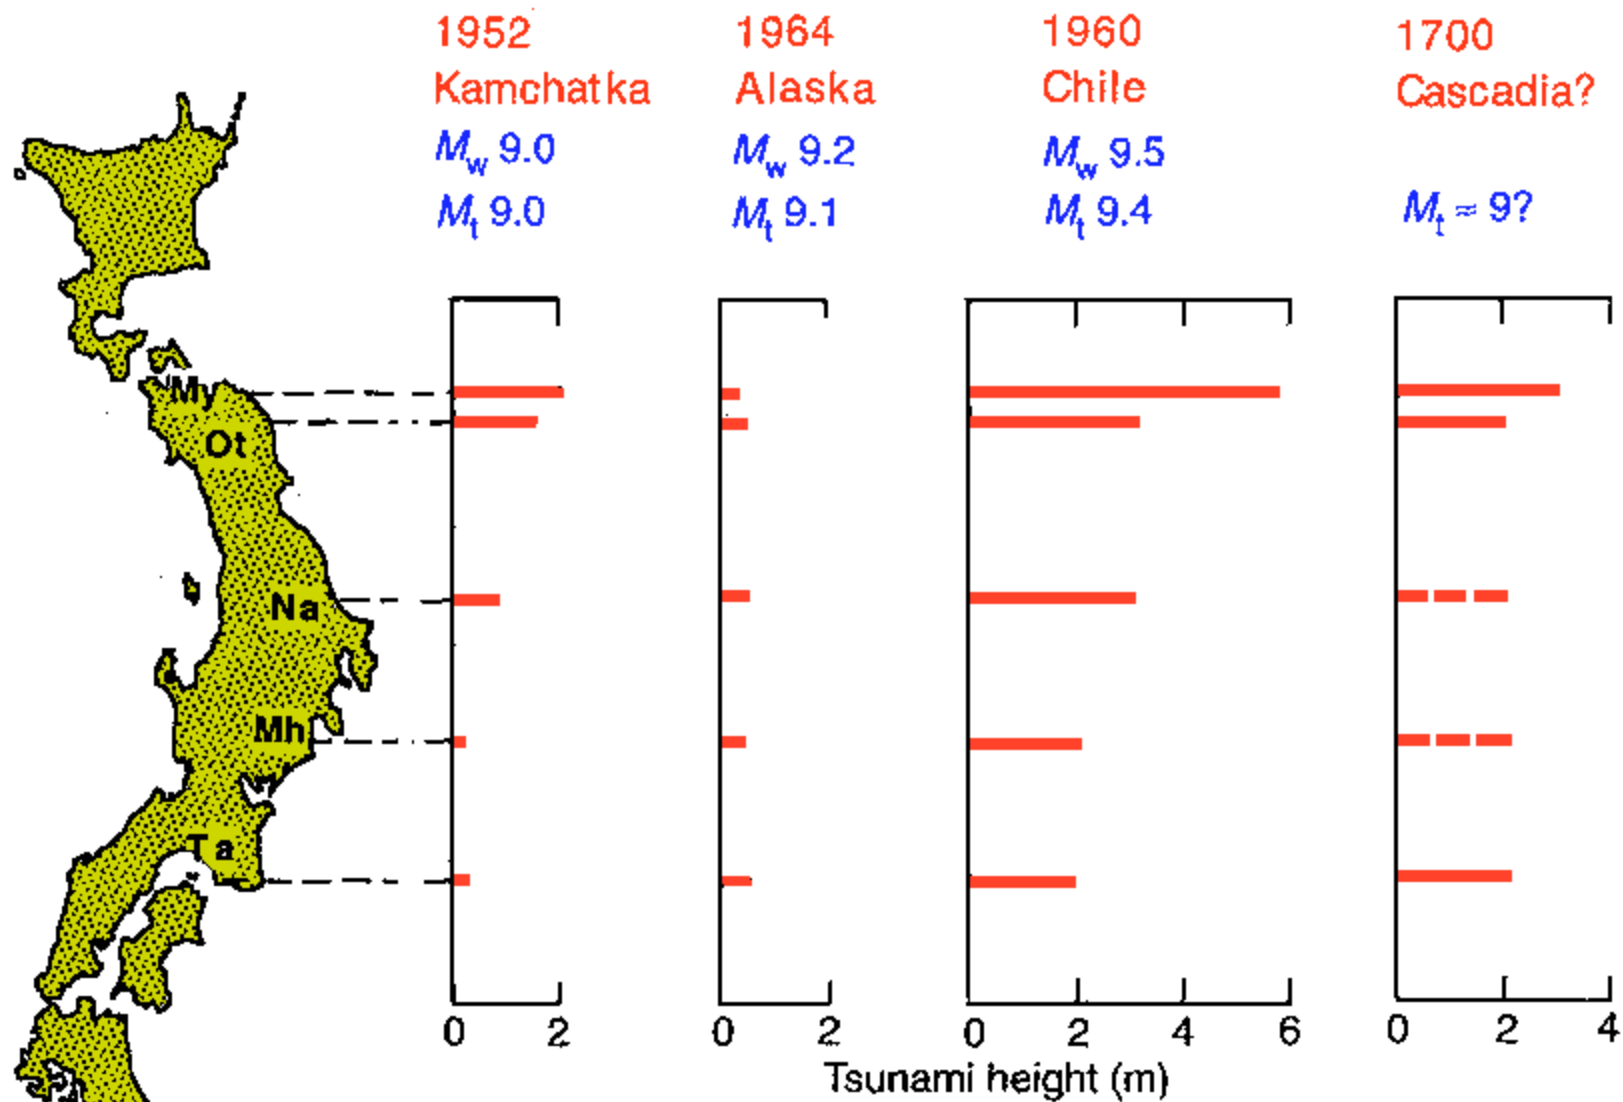 1952 1964 1960 1700
Kamchatka Alaska Chile Cascadia?
Mw 9.0 Mw 9.2 Mw 9.5
Mt 9.0 Mt 9.1 Mt 9.4 Mt ≈ 9?
My
Ot
Na
Mh
Ta
0 2 0 2 0 2 4 6 0 2 4
Tsunami height (m)